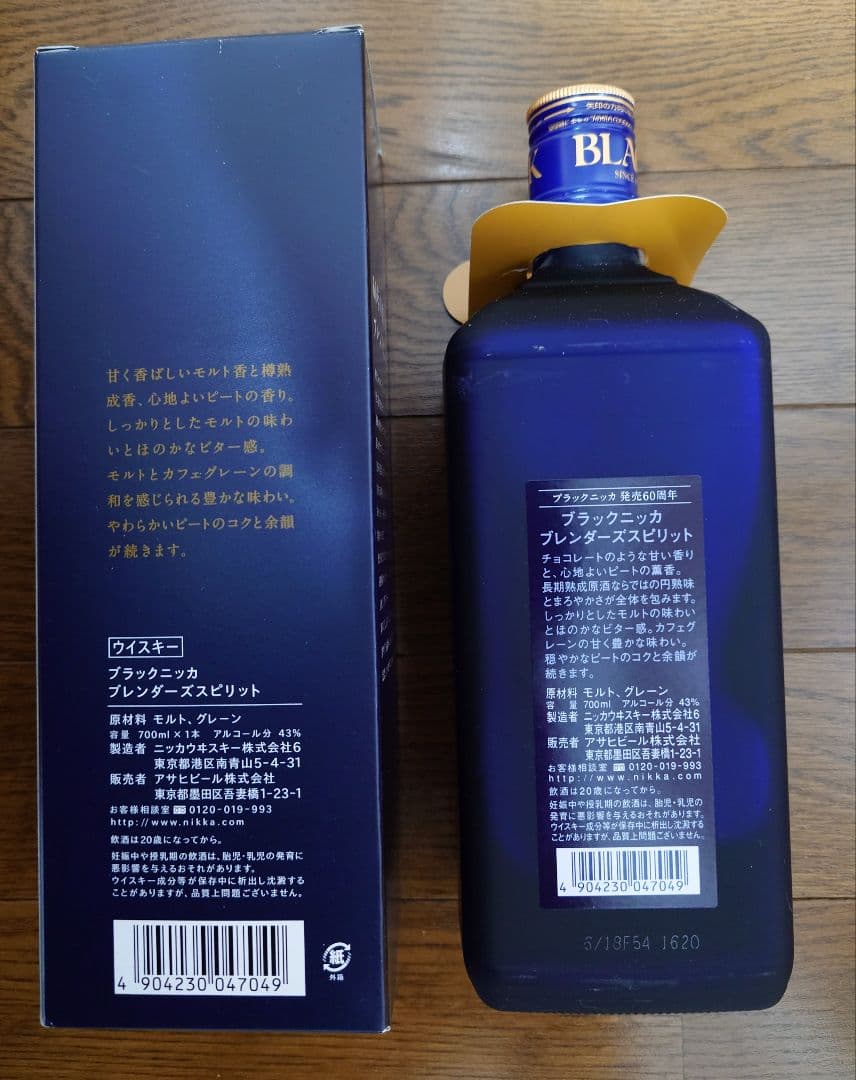 甘く香ばしいモルト香と樽熟
成香、心地よいピートの香り。
しっかりとしたモルトの味わ
いとほのかなビター感。
モルトとカフェグレーンの調
和を感じられる豊かな味わい。
やわらかいピートのコクと余韻
が続きます。
ウイスキー
ブラックニッカ
ブレンダーズスピリット
原材料 モルト、グレーン
容量 700ml×1本 アルコール分 43%
製造者 ニッカウヰスキー株式会社6
東京都港区南青山5-4-31
販売者 アサヒビール株式会社
東京都墨田区吾妻橋1-23-1
お客様相談室 0120-019-993
http://www.nikka.com
飲酒は20歳になってから。
妊娠中や授乳期の飲酒は、胎児・乳児の発育に
悪影響を与えるおそれがあります。
ウイスキー成分等が保存中に析出し沈澱する
ことがありますが、品質上問題ございません。
4 904230 047049
紙
外箱
矢印の方向
K BLA
SINCE
ブラックニッカ 発売60周年
ブラックニッカ
ブレンダーズスピリット
チョコレートのような甘い香り
と、心地よいピートの薫香。
長期熟成原酒ならではの円熟味
とまろやかさが全体を包みます。
しっかりとしたモルトの味わい
とほのかなビター感。カフェグ
レーンの甘く豊かな味わい。
穏やかなピートのコクと余韻が
続きます。
原材料 モルト、グレーン
容 量 700ml アルコール分 43%
製造者 ニッカウヰスキー株式会社6
東京都港区南青山5-4-31
販売者 アサヒビール株式会社
東京都墨田区吾妻橋1-23-1
お客様相談室 0120-019-993
http://www.nikka.com
飲酒は20歳になってから。
妊娠中や授乳期の飲酒は、胎児・乳児の発
育に悪影響を与えるおそれがあります。
ウイスキー成分等が保存中に析出し沈澱する
ことがありますが、品質上問題ございません。
4 904230 047049
6/18F54 1620